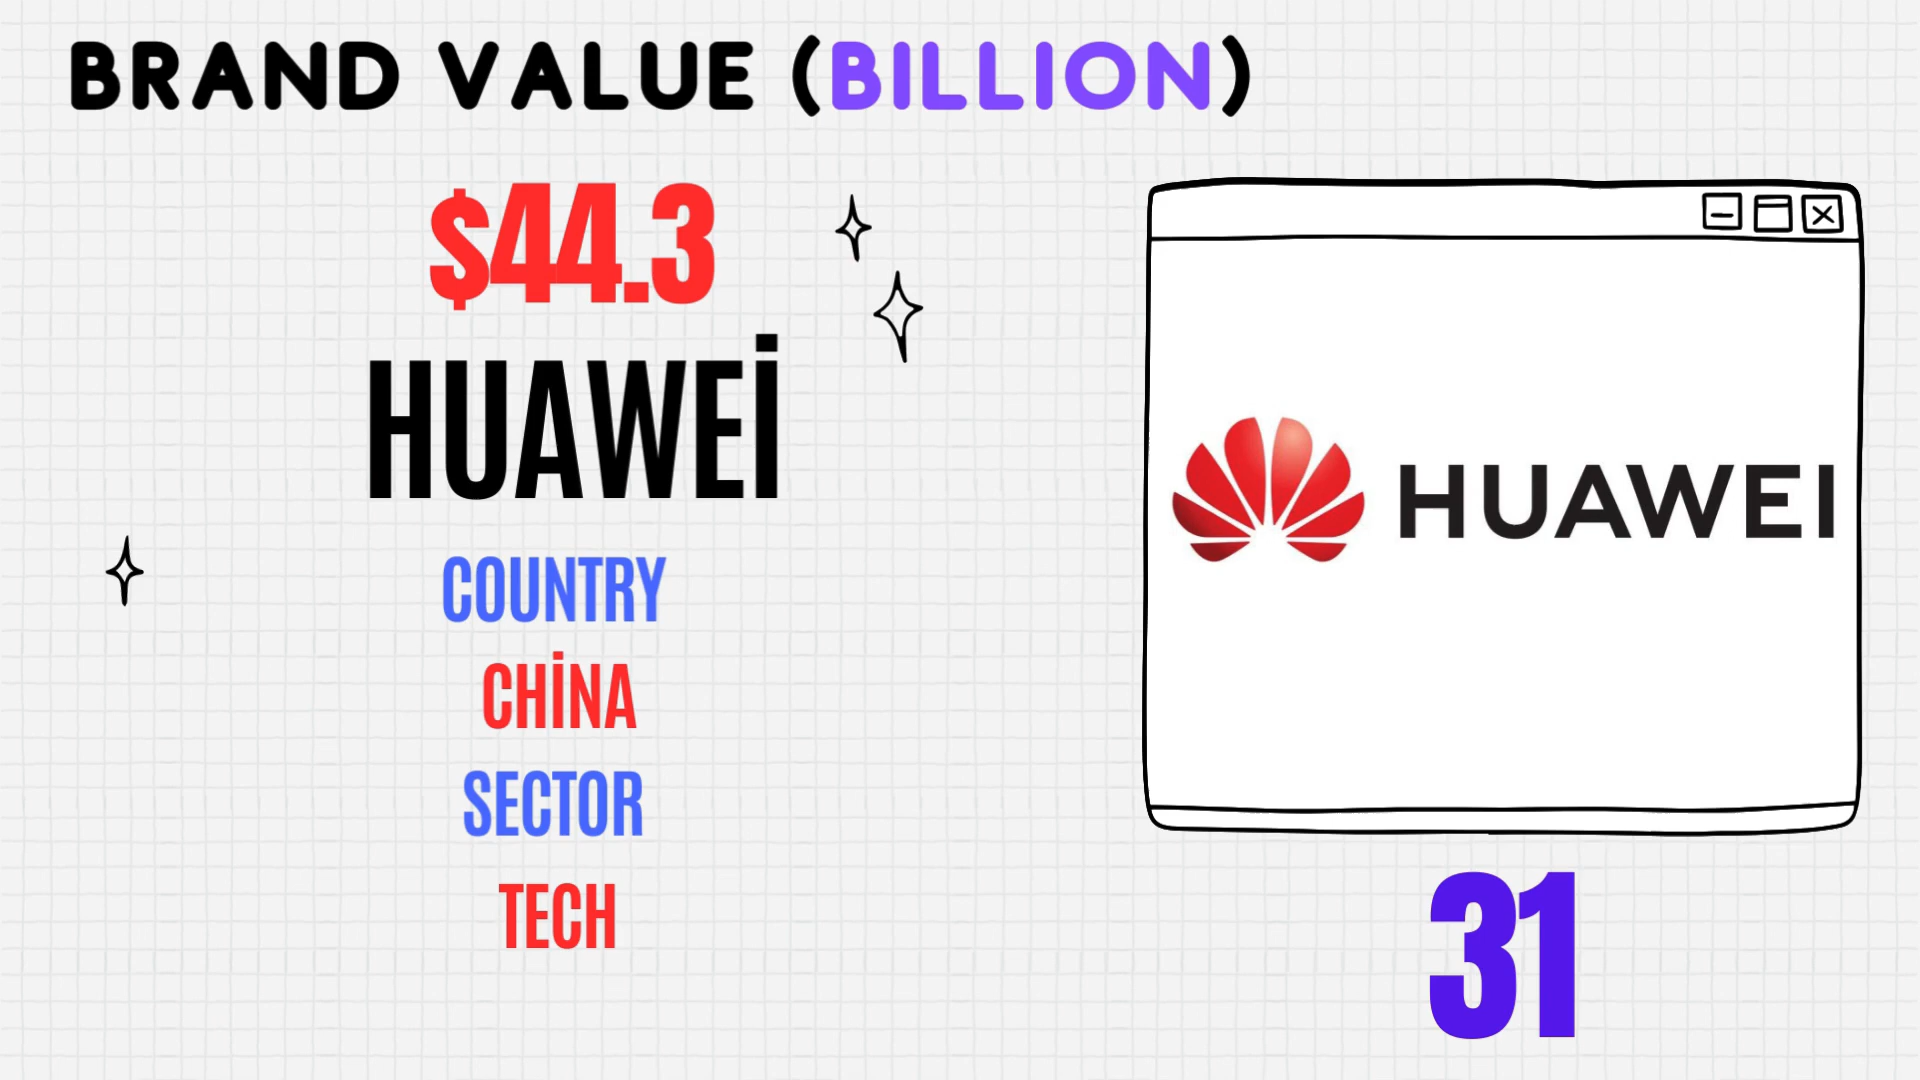 BRAND VALUE (BILLION)
$44.3
HUAWEİ
COUNTRY
CHİNA
SECTOR
TECH
HUAWEI
31